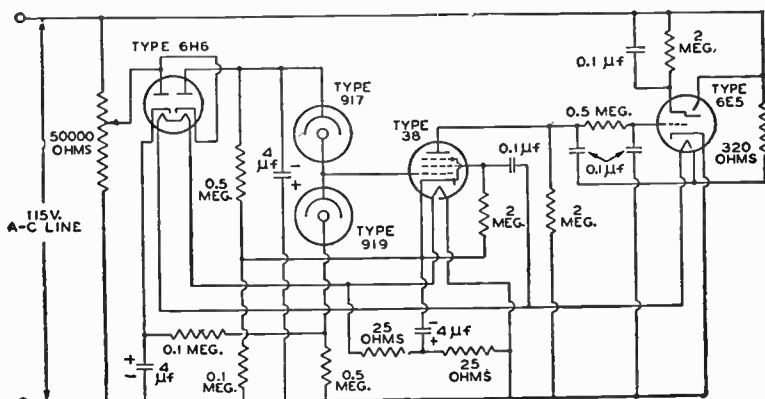 TYPE 6H6
50000
OHMS
115V.
A-C LINE
0.5
MEG.
4
µf
-
+
TYPE
917
TYPE
919
TYPE
38
0.1 µf
2
MEG.
2
MEG.
0.1 µf
2
MEG.
0.5 MEG.
0.1 µf
TYPE
6E5
320
OHMS
0.1 MEG.
+
-
4
µf
0.1
MEG.
0.5
MEG.
25
OHMS
-
+
4 µf
25
OHMS